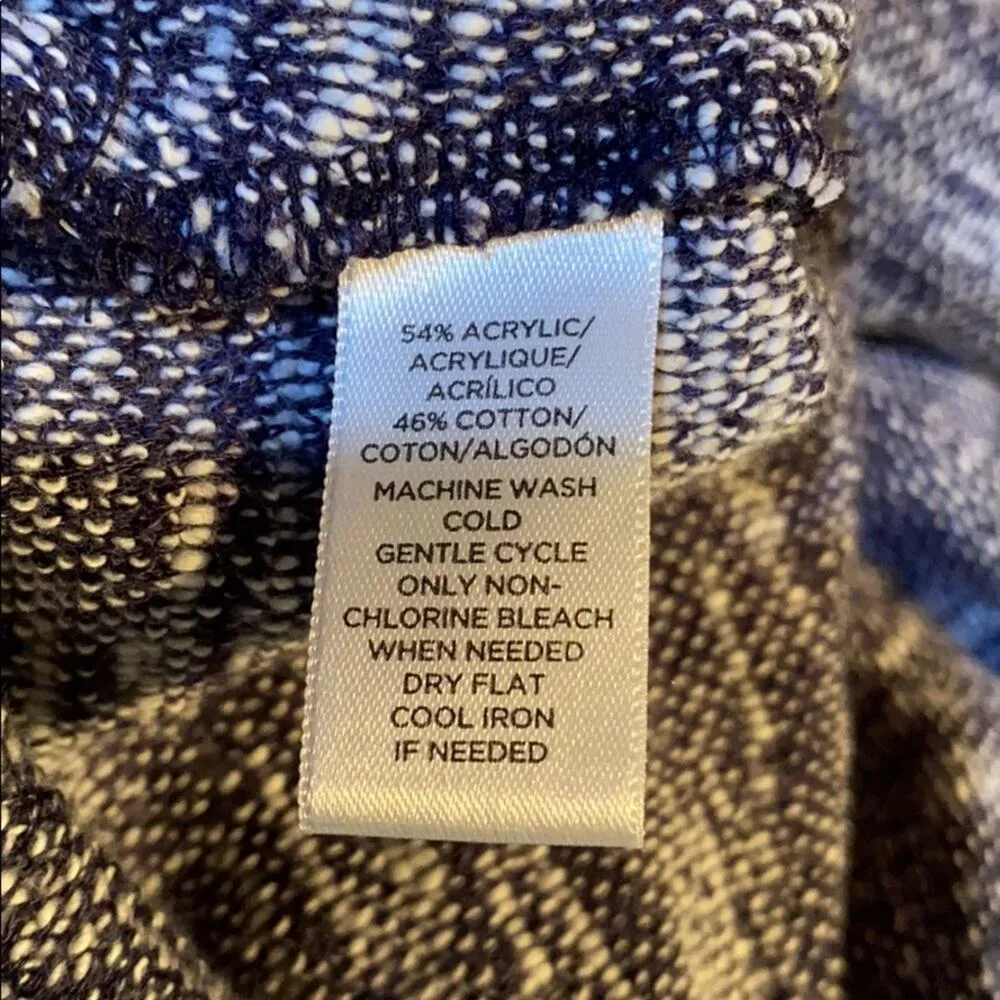 54% ACRYLIC/
ACRYLIQUE/
ACRÍLICO
46% COTTON/
COTON/ALGODÓN
MACHINE WASH
COLD
GENTLE CYCLE
ONLY NON-
CHLORINE BLEACH
WHEN NEEDED
DRY FLAT
COOL IRON
IF NEEDED